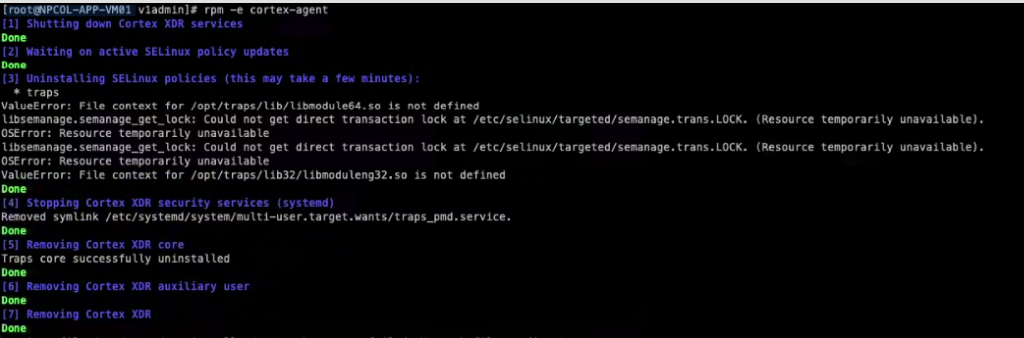 [root@NPCOL-APP-VM01 v1admin]# rpm -e cortex-agent
[1] Shutting down Cortex XDR services
Done
[2] Waiting on active SELinux policy updates
Done
[3] Uninstalling SELinux policies (this may take a few minutes):
  * traps
ValueError: File context for /opt/traps/lib/libmodule64.so is not defined
libsemanage.semanage_get_lock: Could not get direct transaction lock at /etc/selinux/targeted/semanage.trans.LOCK. (Resource temporarily unavailable).
OSError: Resource temporarily unavailable
libsemanage.semanage_get_lock: Could not get direct transaction lock at /etc/selinux/targeted/semanage.trans.LOCK. (Resource temporarily unavailable).
OSError: Resource temporarily unavailable
ValueError: File context for /opt/traps/lib32/libmoduleng32.so is not defined
Done
[4] Stopping Cortex XDR security services (systemd)
Removed symlink /etc/systemd/system/multi-user.target.wants/traps_pmd.service.
Done
[5] Removing Cortex XDR core
Traps core successfully uninstalled
Done
[6] Removing Cortex XDR auxiliary user
Done
[7] Removing Cortex XDR
Done